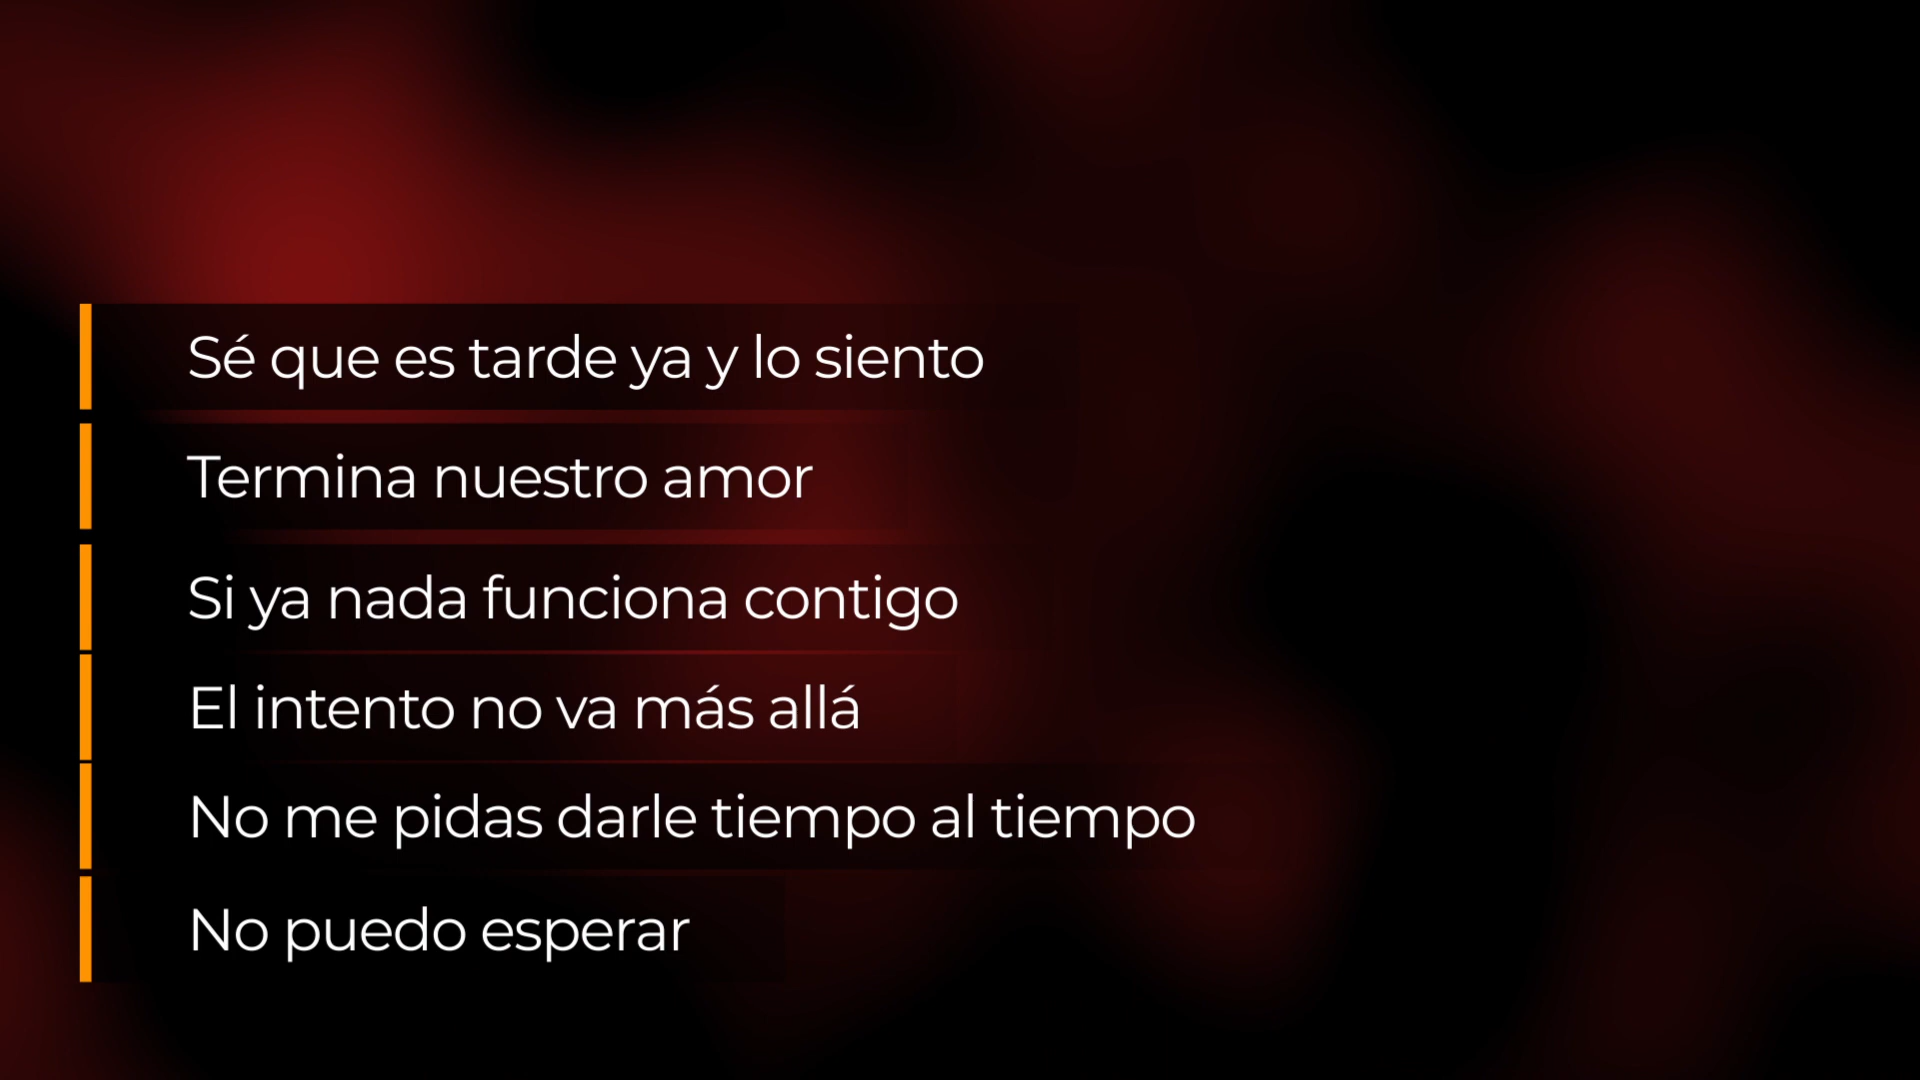 Sé que es tarde ya y lo siento
Termina nuestro amor
Si ya nada funciona contigo
El intento no va más allá
No me pidas darle tiempo al tiempo
No puedo esperar